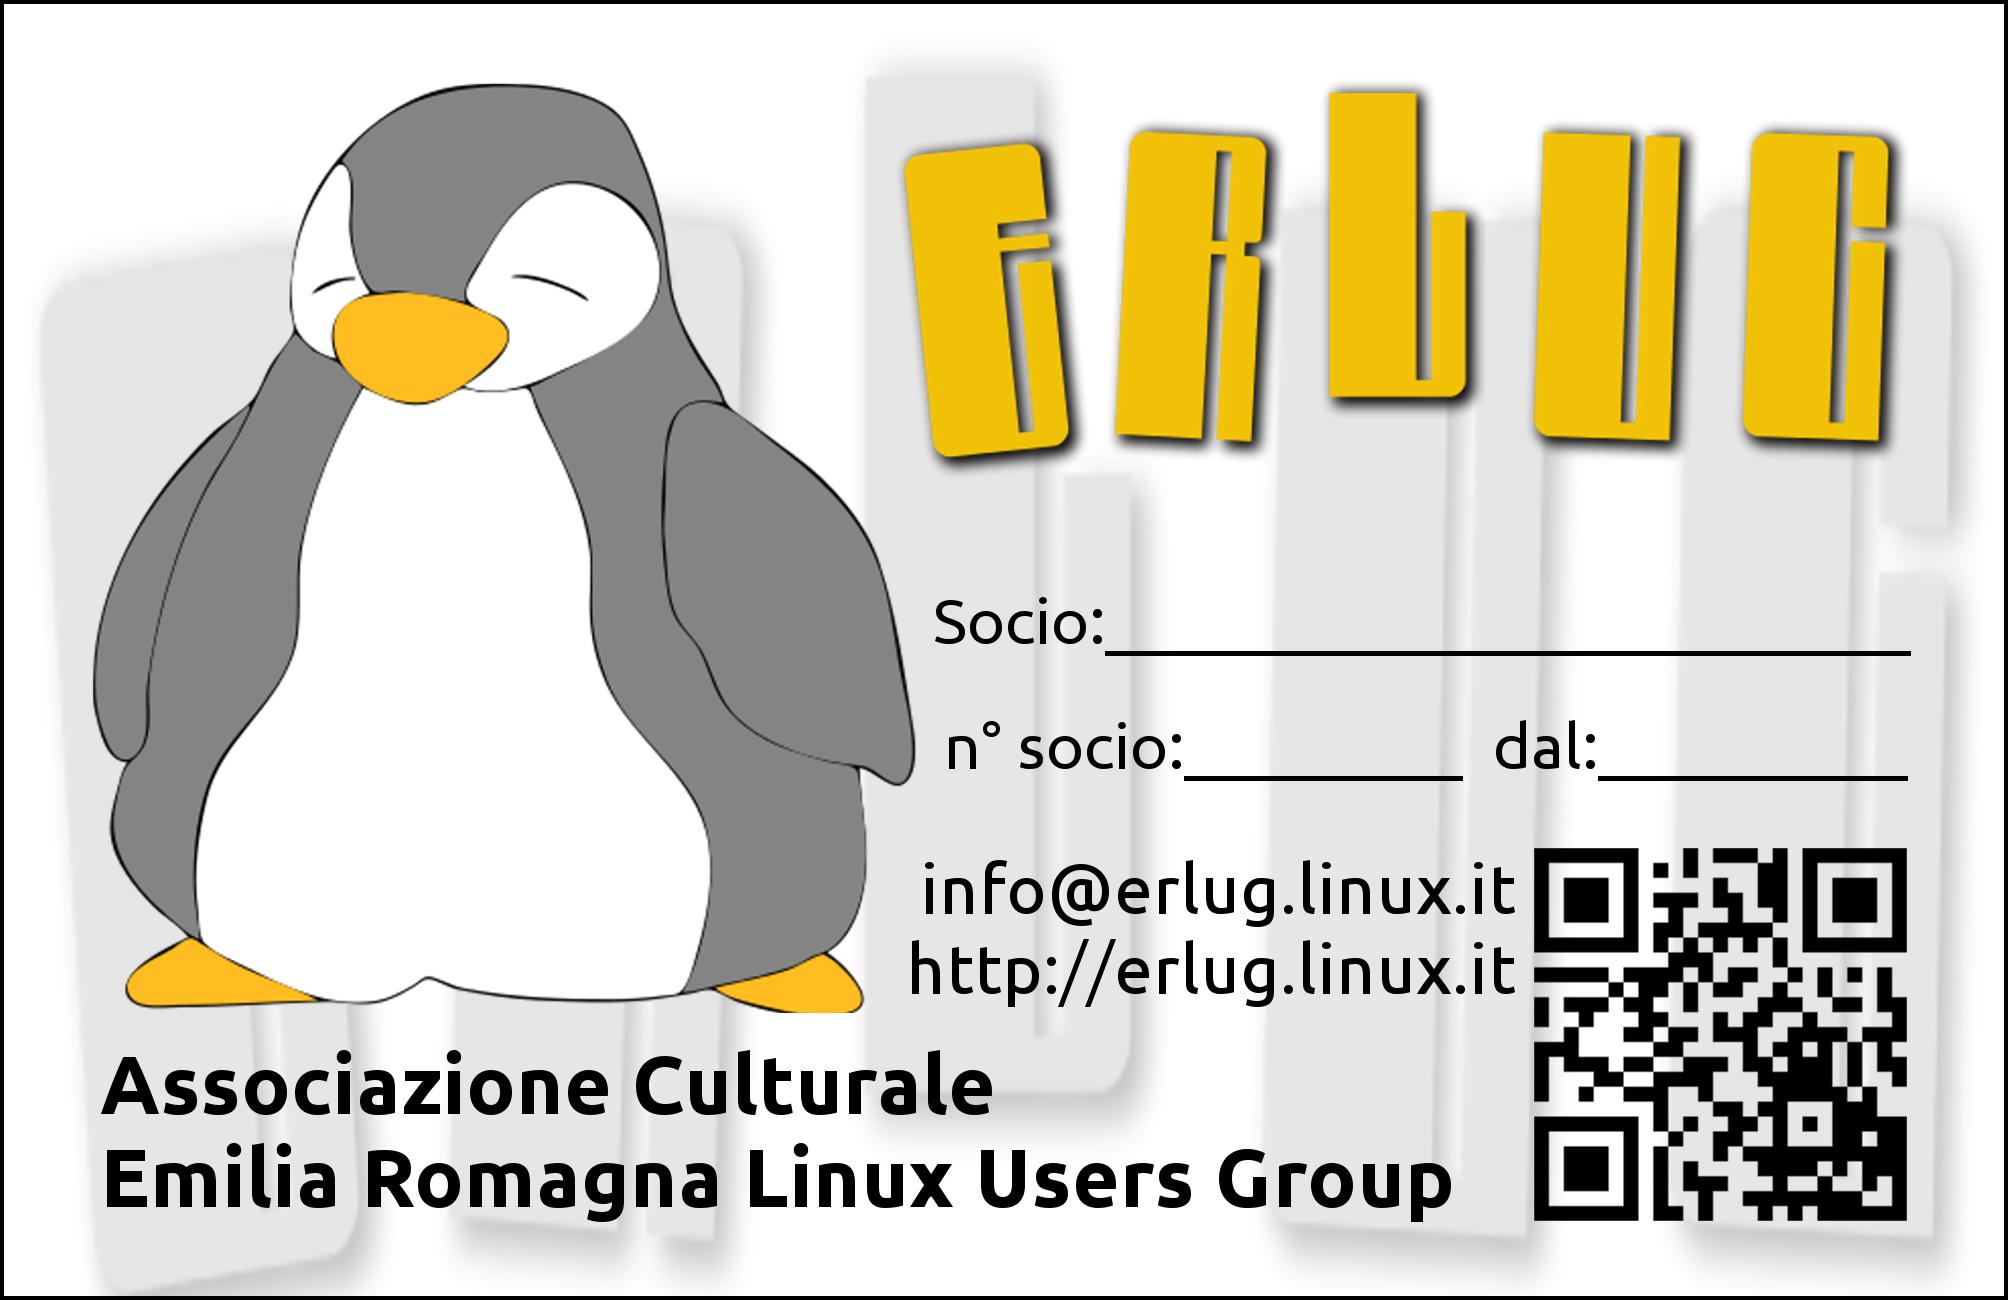 ERLUG
Socio:
n° socio: dal:
info@erlug.linux.it
http://erlug.linux.it
Associazione Culturale
Emilia Romagna Linux Users Group